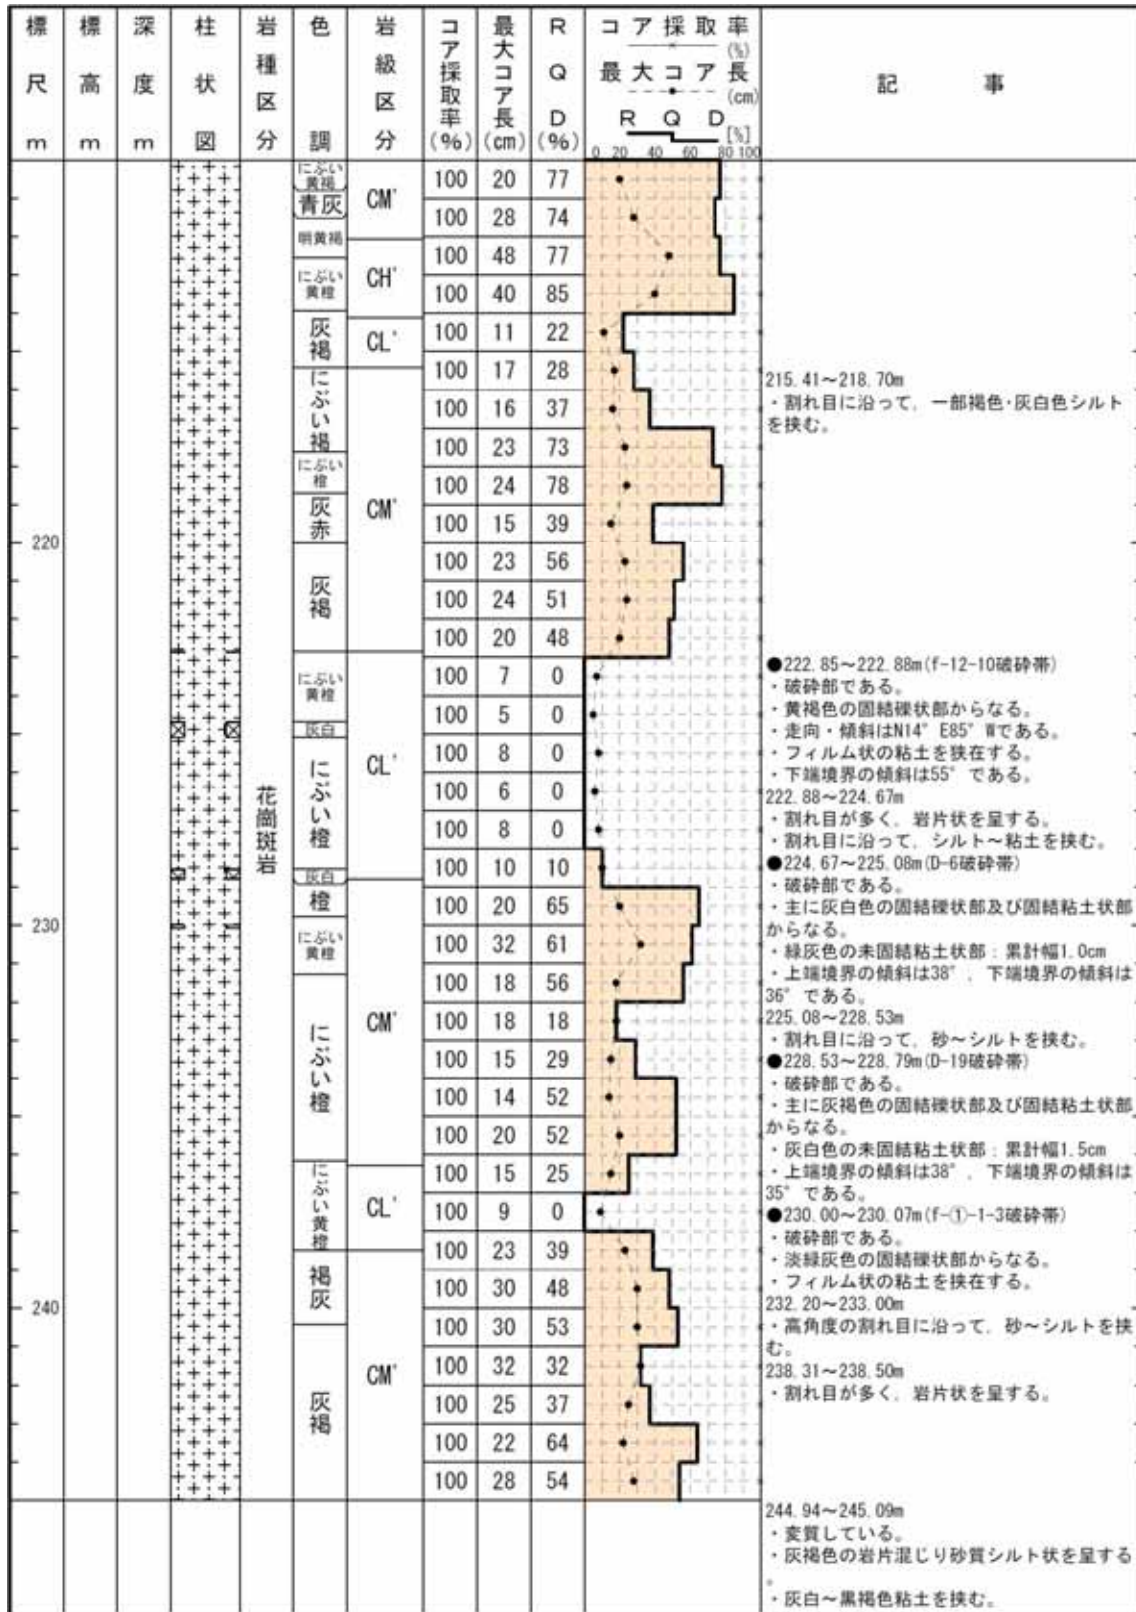 標尺m
標高m
深度m
柱状図
岩種区分
色調
岩級区分
コア採取率(%)
最大コア長(cm)
RQD(%)
コア採取率(%)
最大コア長(cm)
RQD[%]
0 20 40 60 80 100
記事
220
230
240
花崗斑岩
にぶい黄褐
青灰
明黄褐
にぶい黄橙
灰褐
にぶい褐
にぶい橙
灰赤
灰褐
にぶい黄橙
灰白
にぶい橙
灰白
橙
にぶい黄橙
にぶい橙
にぶい黄橙
褐灰
灰褐
CM'
CH'
CL'
CM'
CL'
CM'
CL'
CM'
100 20 77
100 28 74
100 48 77
100 40 85
100 11 22
100 17 28
100 16 37
100 23 73
100 24 78
100 15 39
100 23 56
100 24 51
100 20 48
100 7 0
100 5 0
100 8 0
100 6 0
100 8 0
100 10 10
100 20 65
100 32 61
100 18 56
100 18 18
100 15 29
100 14 52
100 20 52
100 15 25
100 9 0
100 23 39
100 30 48
100 30 53
100 32 32
100 25 37
100 22 64
100 28 54
215.41~218.70m
・割れ目に沿って、一部褐色・灰白色シルト
を挟む。
●222.85~222.88m(f-12-10破砕帯)
・破砕部である。
・黄褐色の固結礫状部からなる。
・走向・傾斜はN14°E85°Wである。
・フィルム状の粘土を挟在する。
・下端境界の傾斜は55°である。
222.88~224.67m
・割れ目が多く、岩片状を呈する。
・割れ目に沿って、シルト~粘土を挟む。
●224.67~225.08m(D-6破砕帯)
・破砕部である。
・主に灰白色の固結礫状部及び固結粘土状部
からなる。
・緑灰色の未固結粘土状部:累計幅1.0cm
・上端境界の傾斜は38°、下端境界の傾斜は
36°である。
225.08~228.53m
・割れ目に沿って、砂~シルトを挟む。
●228.53~228.79m(D-19破砕帯)
・破砕部である。
・主に灰褐色の固結礫状部及び固結粘土状部
からなる。
・灰白色の未固結粘土状部:累計幅1.5cm
・上端境界の傾斜は38°、下端境界の傾斜は
35°である。
●230.00~230.07m(f-①-1-3破砕帯)
・破砕部である。
・淡緑灰色の固結礫状部からなる。
・フィルム状の粘土を挟在する。
232.20~233.00m
・高角度の割れ目に沿って、砂~シルトを挟
む。
238.31~238.50m
・割れ目が多く、岩片状を呈する。
244.94~245.09m
・変質している。
・灰褐色の岩片混じり砂質シルト状を呈する
。
・灰白~黒褐色粘土を挟む。